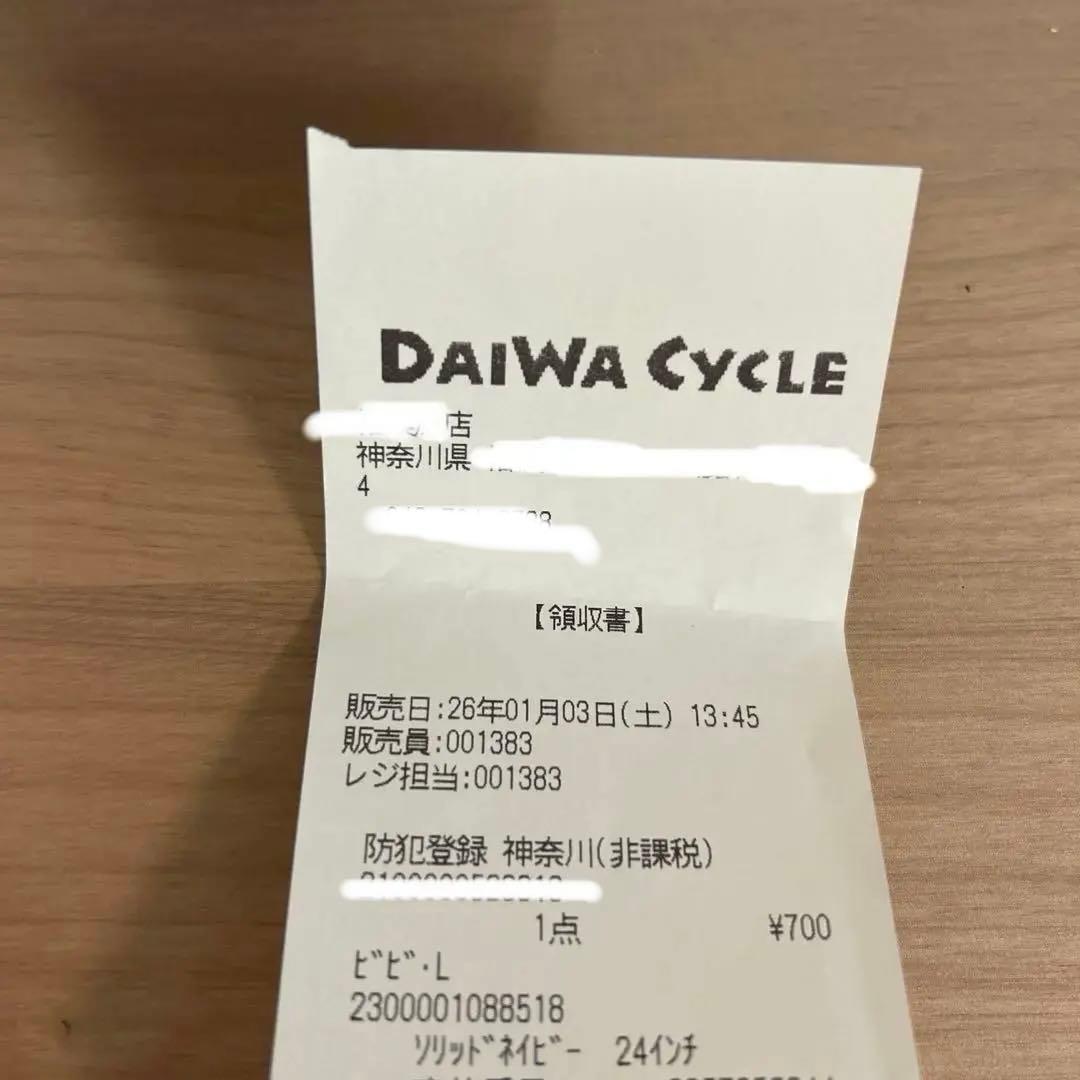 DAIWA CYCLE
店
神奈川県
4
【領収書】
販売日:26年01月03日(土) 13:45
販売員:001383
レジ担当:001383
防犯登録 神奈川(非課税)
1点 ¥700
ビビ・L
2300001088518
ソリッドネイビー 24インチ